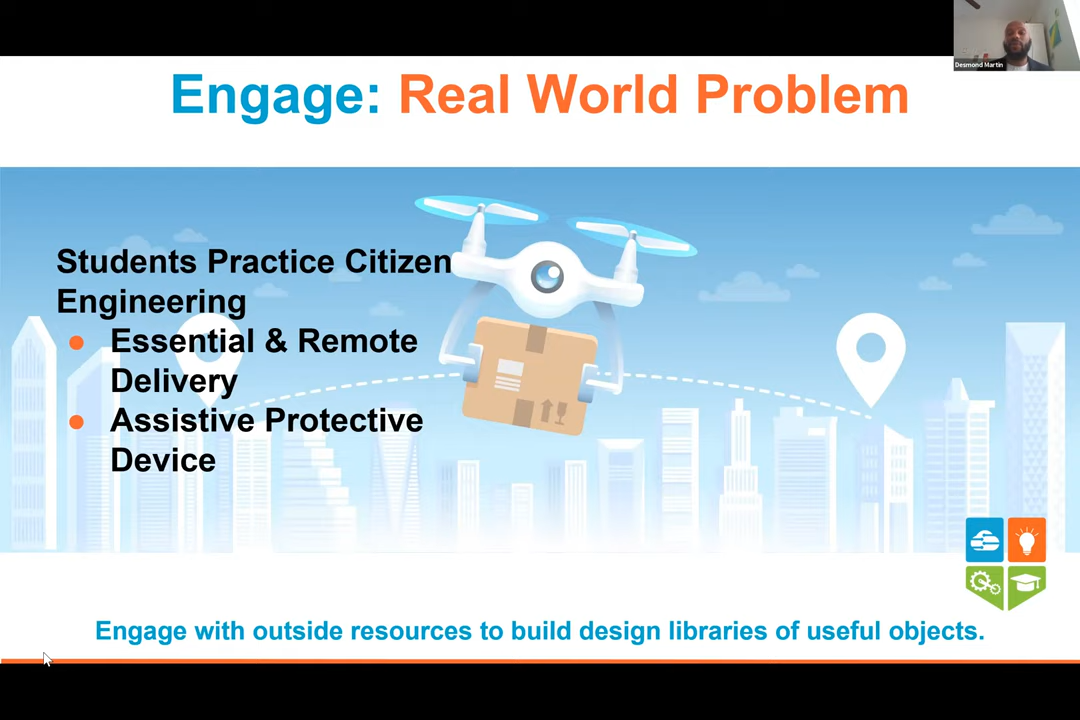 Desmond Martin
Engage: Real World Problem
Students Practice Citizen
Engineering
● Essential & Remote
Delivery
● Assistive Protective
Device
Engage with outside resources to build design libraries of useful objects.